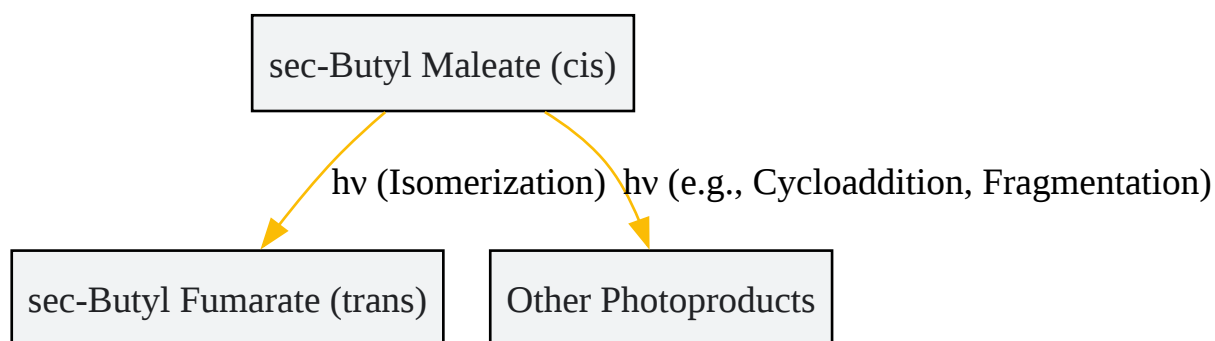 sec-Butyl Maleate (cis)
hν (Isomerization)
hν (e.g., Cycloaddition, Fragmentation)
sec-Butyl Fumarate (trans)
Other Photoproducts